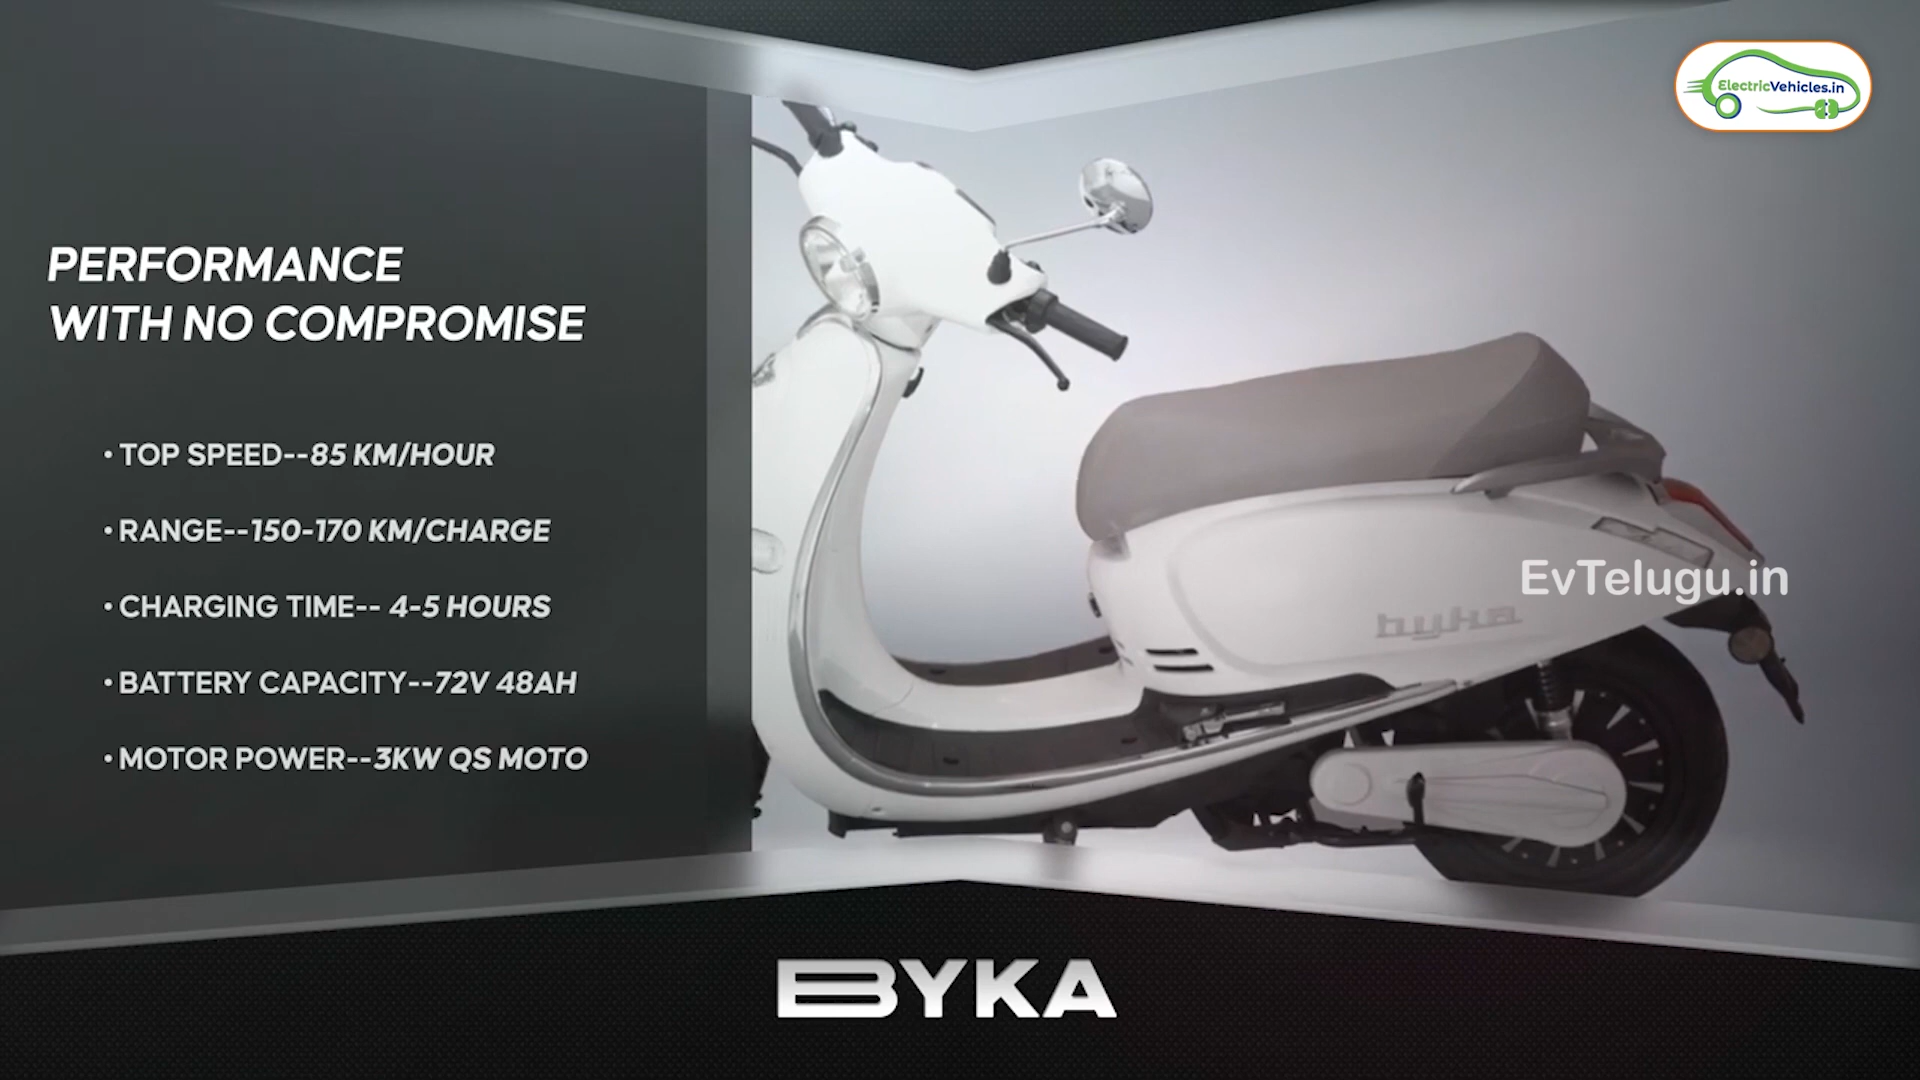 ElectricVehicles.in
PERFORMANCE
WITH NO COMPROMISE
• TOP SPEED--85 KM/HOUR
• RANGE--150-170 KM/CHARGE
• CHARGING TIME-- 4-5 HOURS
• BATTERY CAPACITY--72V 48AH
• MOTOR POWER--3KW QS MOTO
EvTelugu.in
byka
BYKA